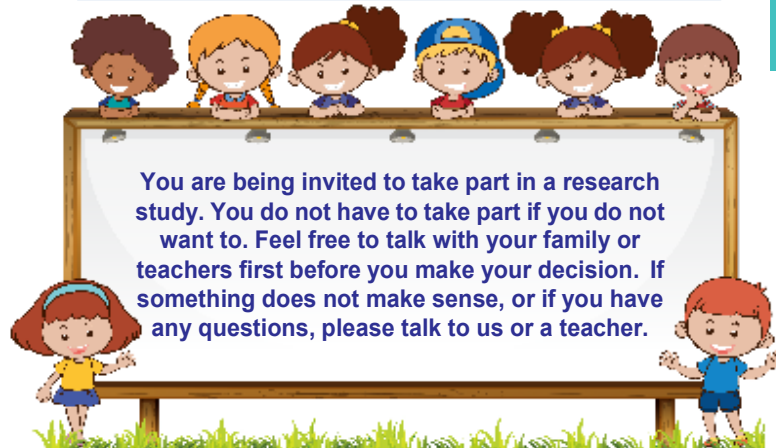 You are being invited to take part in a research
study. You do not have to take part if you do not
want to. Feel free to talk with your family or
teachers first before you make your decision. If
something does not make sense, or if you have
any questions, please talk to us or a teacher.